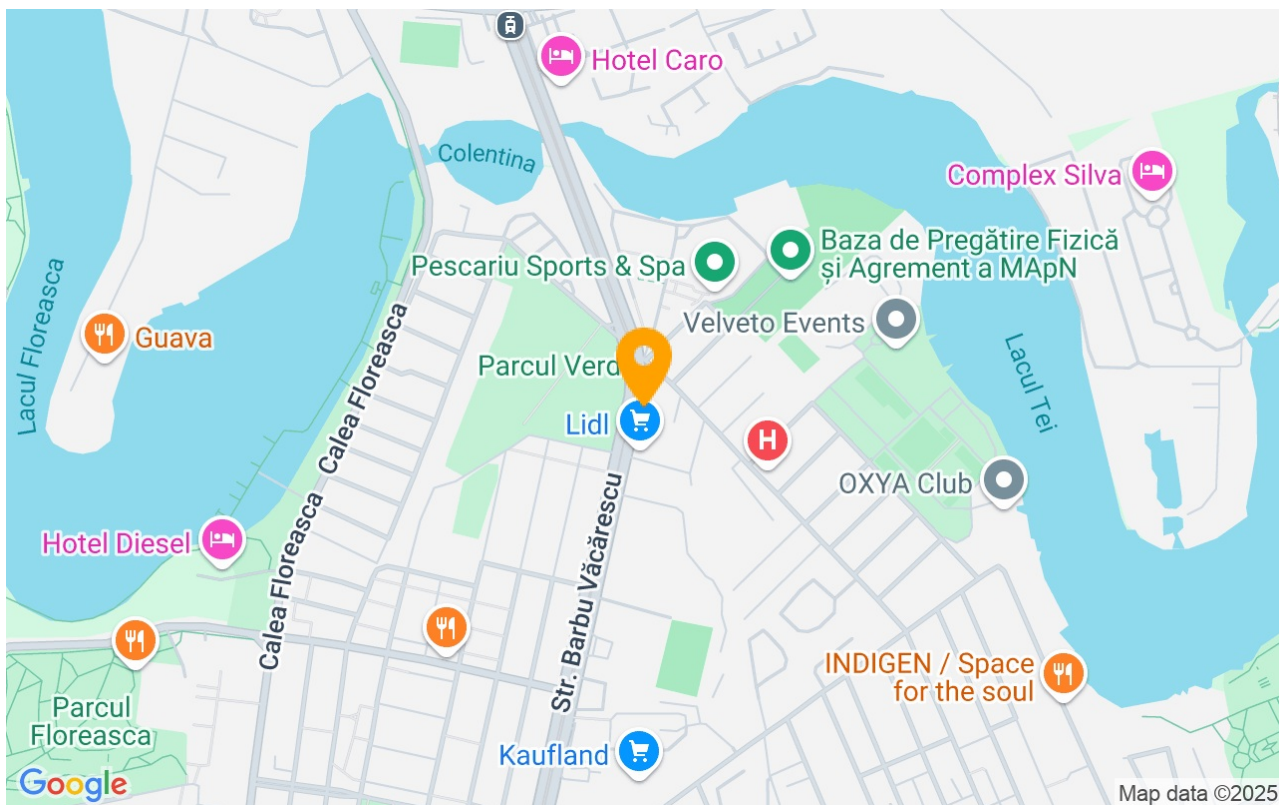 Hotel Caro
Colentina
Complex Silva
Baza de Pregătire Fizică
și Agrement a MApN
Pescariu Sports & Spa
Lacul Floreasca
Guava
Velveto Events
Calea Floreasca
Parcul Verd
Lacul Tei
Lidl
H
OXYA Club
Str. Barbu Văcărescu
Hotel Diesel
Calea Floreasca
INDIGEN / Space
for the soul
Parcul
Floreasca
Kaufland
Google
Map data ©2025